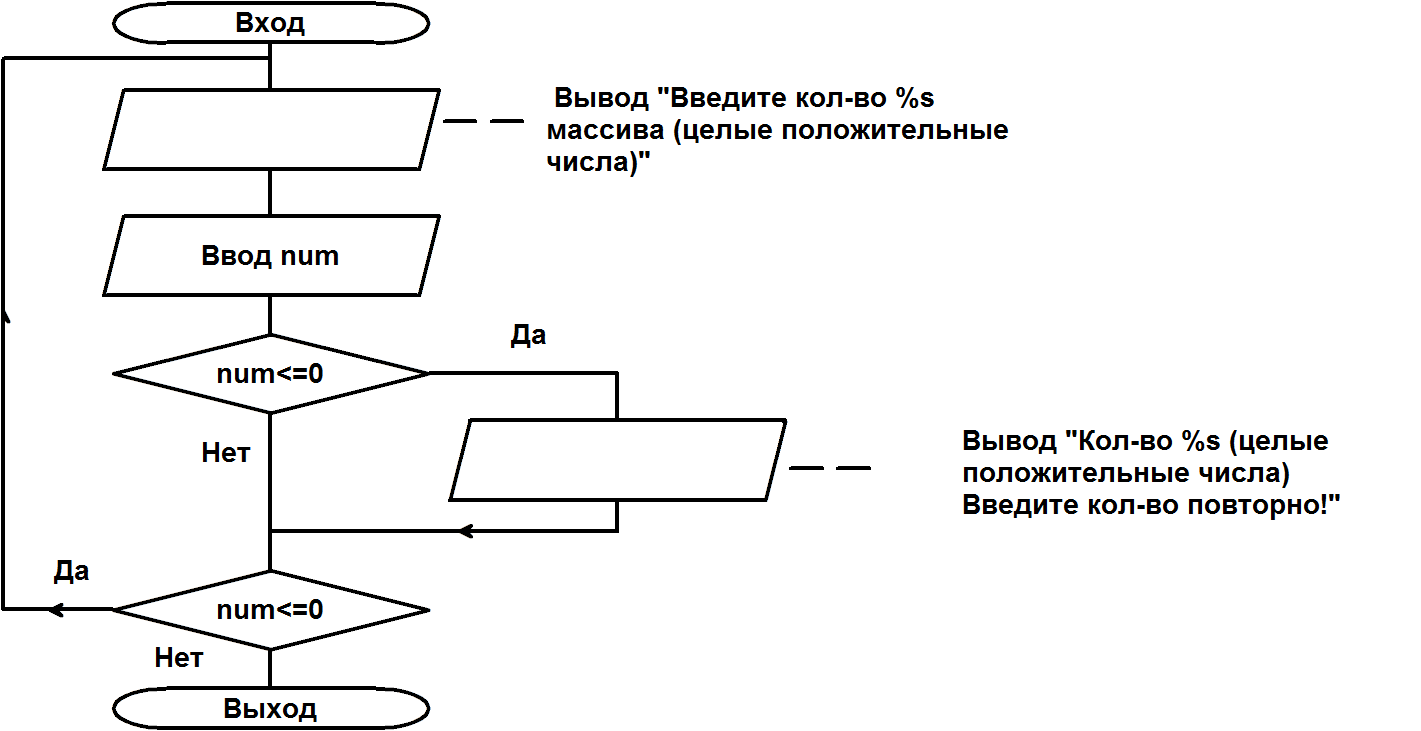 Вход
Вывод "Введите кол-во %s
массива (целые положительные
числа)"
Ввод num
Да
num<=0
Нет
Вывод "Кол-во %s (целые
положительные числа)
Введите кол-во повторно!"
Да
num<=0
Нет
Выход